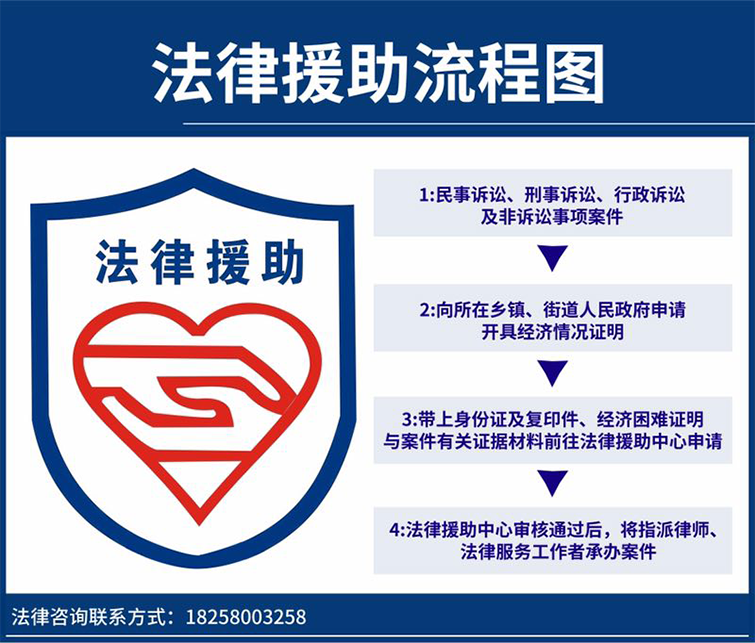 法律援助流程图
法律援助
1:民事诉讼、刑事诉讼、行政诉讼
及非诉讼事项案件
2:向所在乡镇、街道人民政府申请
开具经济情况证明
3:带上身份证及复印件、经济困难证明
与案件有关证据材料前往法律援助中心申请
4:法律援助中心审核通过后，将指派律师、
法律服务工作者承办案件
法律咨询联系方式：18258003258